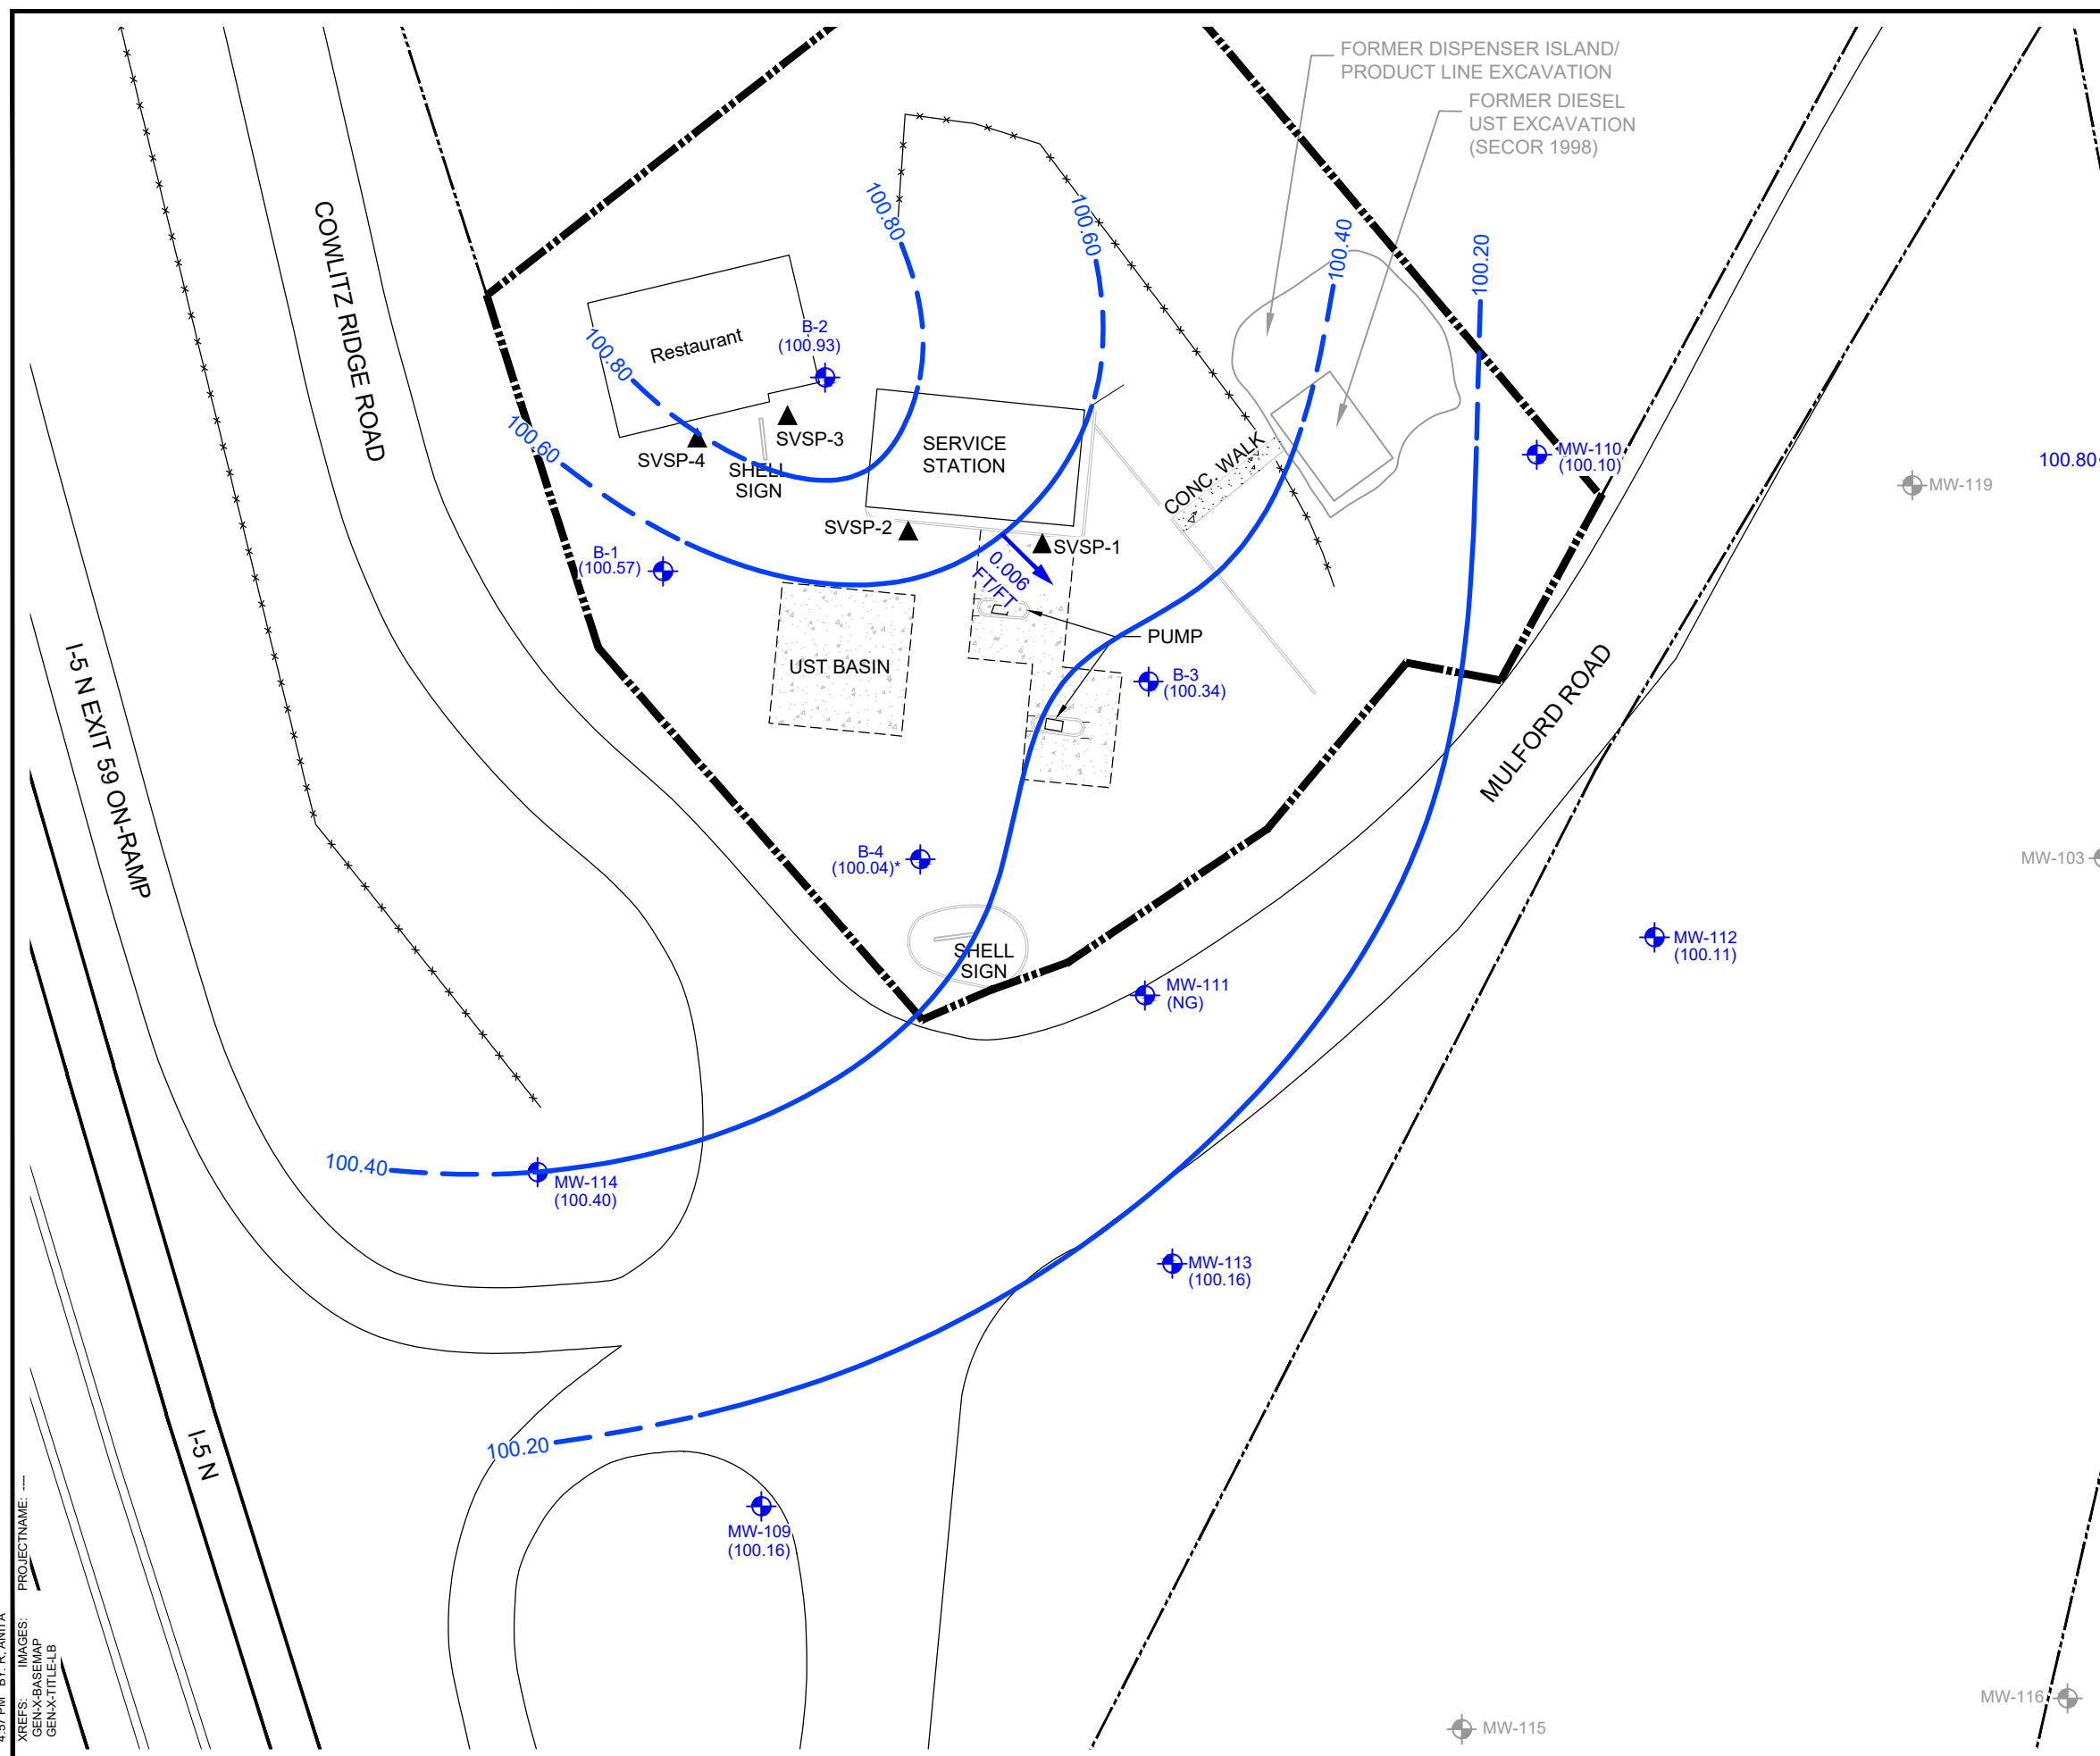 FORMER DISPENSER ISLAND/
PRODUCT LINE EXCAVATION
FORMER DIESEL
UST EXCAVATION
(SECOR 1998)
COWLITZ RIDGE ROAD
100.80
100.60
100.40
100.20
Restaurant
B-2
(100.93)
100.80
100.60
SVSP-3
SVSP-4
SHELL
SIGN
SERVICE
STATION
CONC. WALK
MW-110
(100.10)
100.80
MW-119
SVSP-2
SVSP-1
B-1
(100.57)
0.006
FT/FT
PUMP
UST BASIN
B-3
(100.34)
MULFORD ROAD
I-5 N EXIT 59 ON-RAMP
B-4
(100.04)*
MW-103
SHELL
SIGN
MW-111
(NG)
MW-112
(100.11)
100.40
MW-114
(100.40)
MW-113
(100.16)
I-5 N
100.20
MW-109
(100.16)
MW-116
MW-115
PROJECTNAME: ----
XREFS: IMAGES:
GEN-X-BASEMAP
GEN-X-TITLE-LB